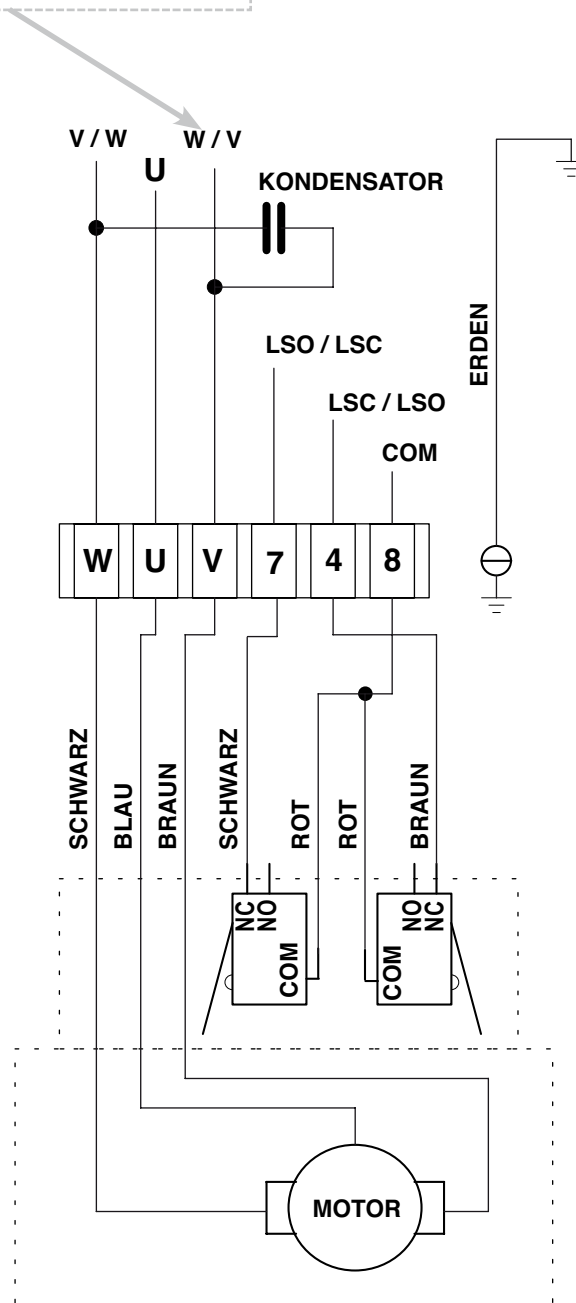 V / W
U
W / V
KONDENSATOR
LSO / LSC
LSC / LSO
COM
ERDEN
W U V 7 4 8
SCHWARZ
BLAU
BRAUN
SCHWARZ
ROT
ROT
BRAUN
NC
NO
COM
NO
NC
COM
MOTOR